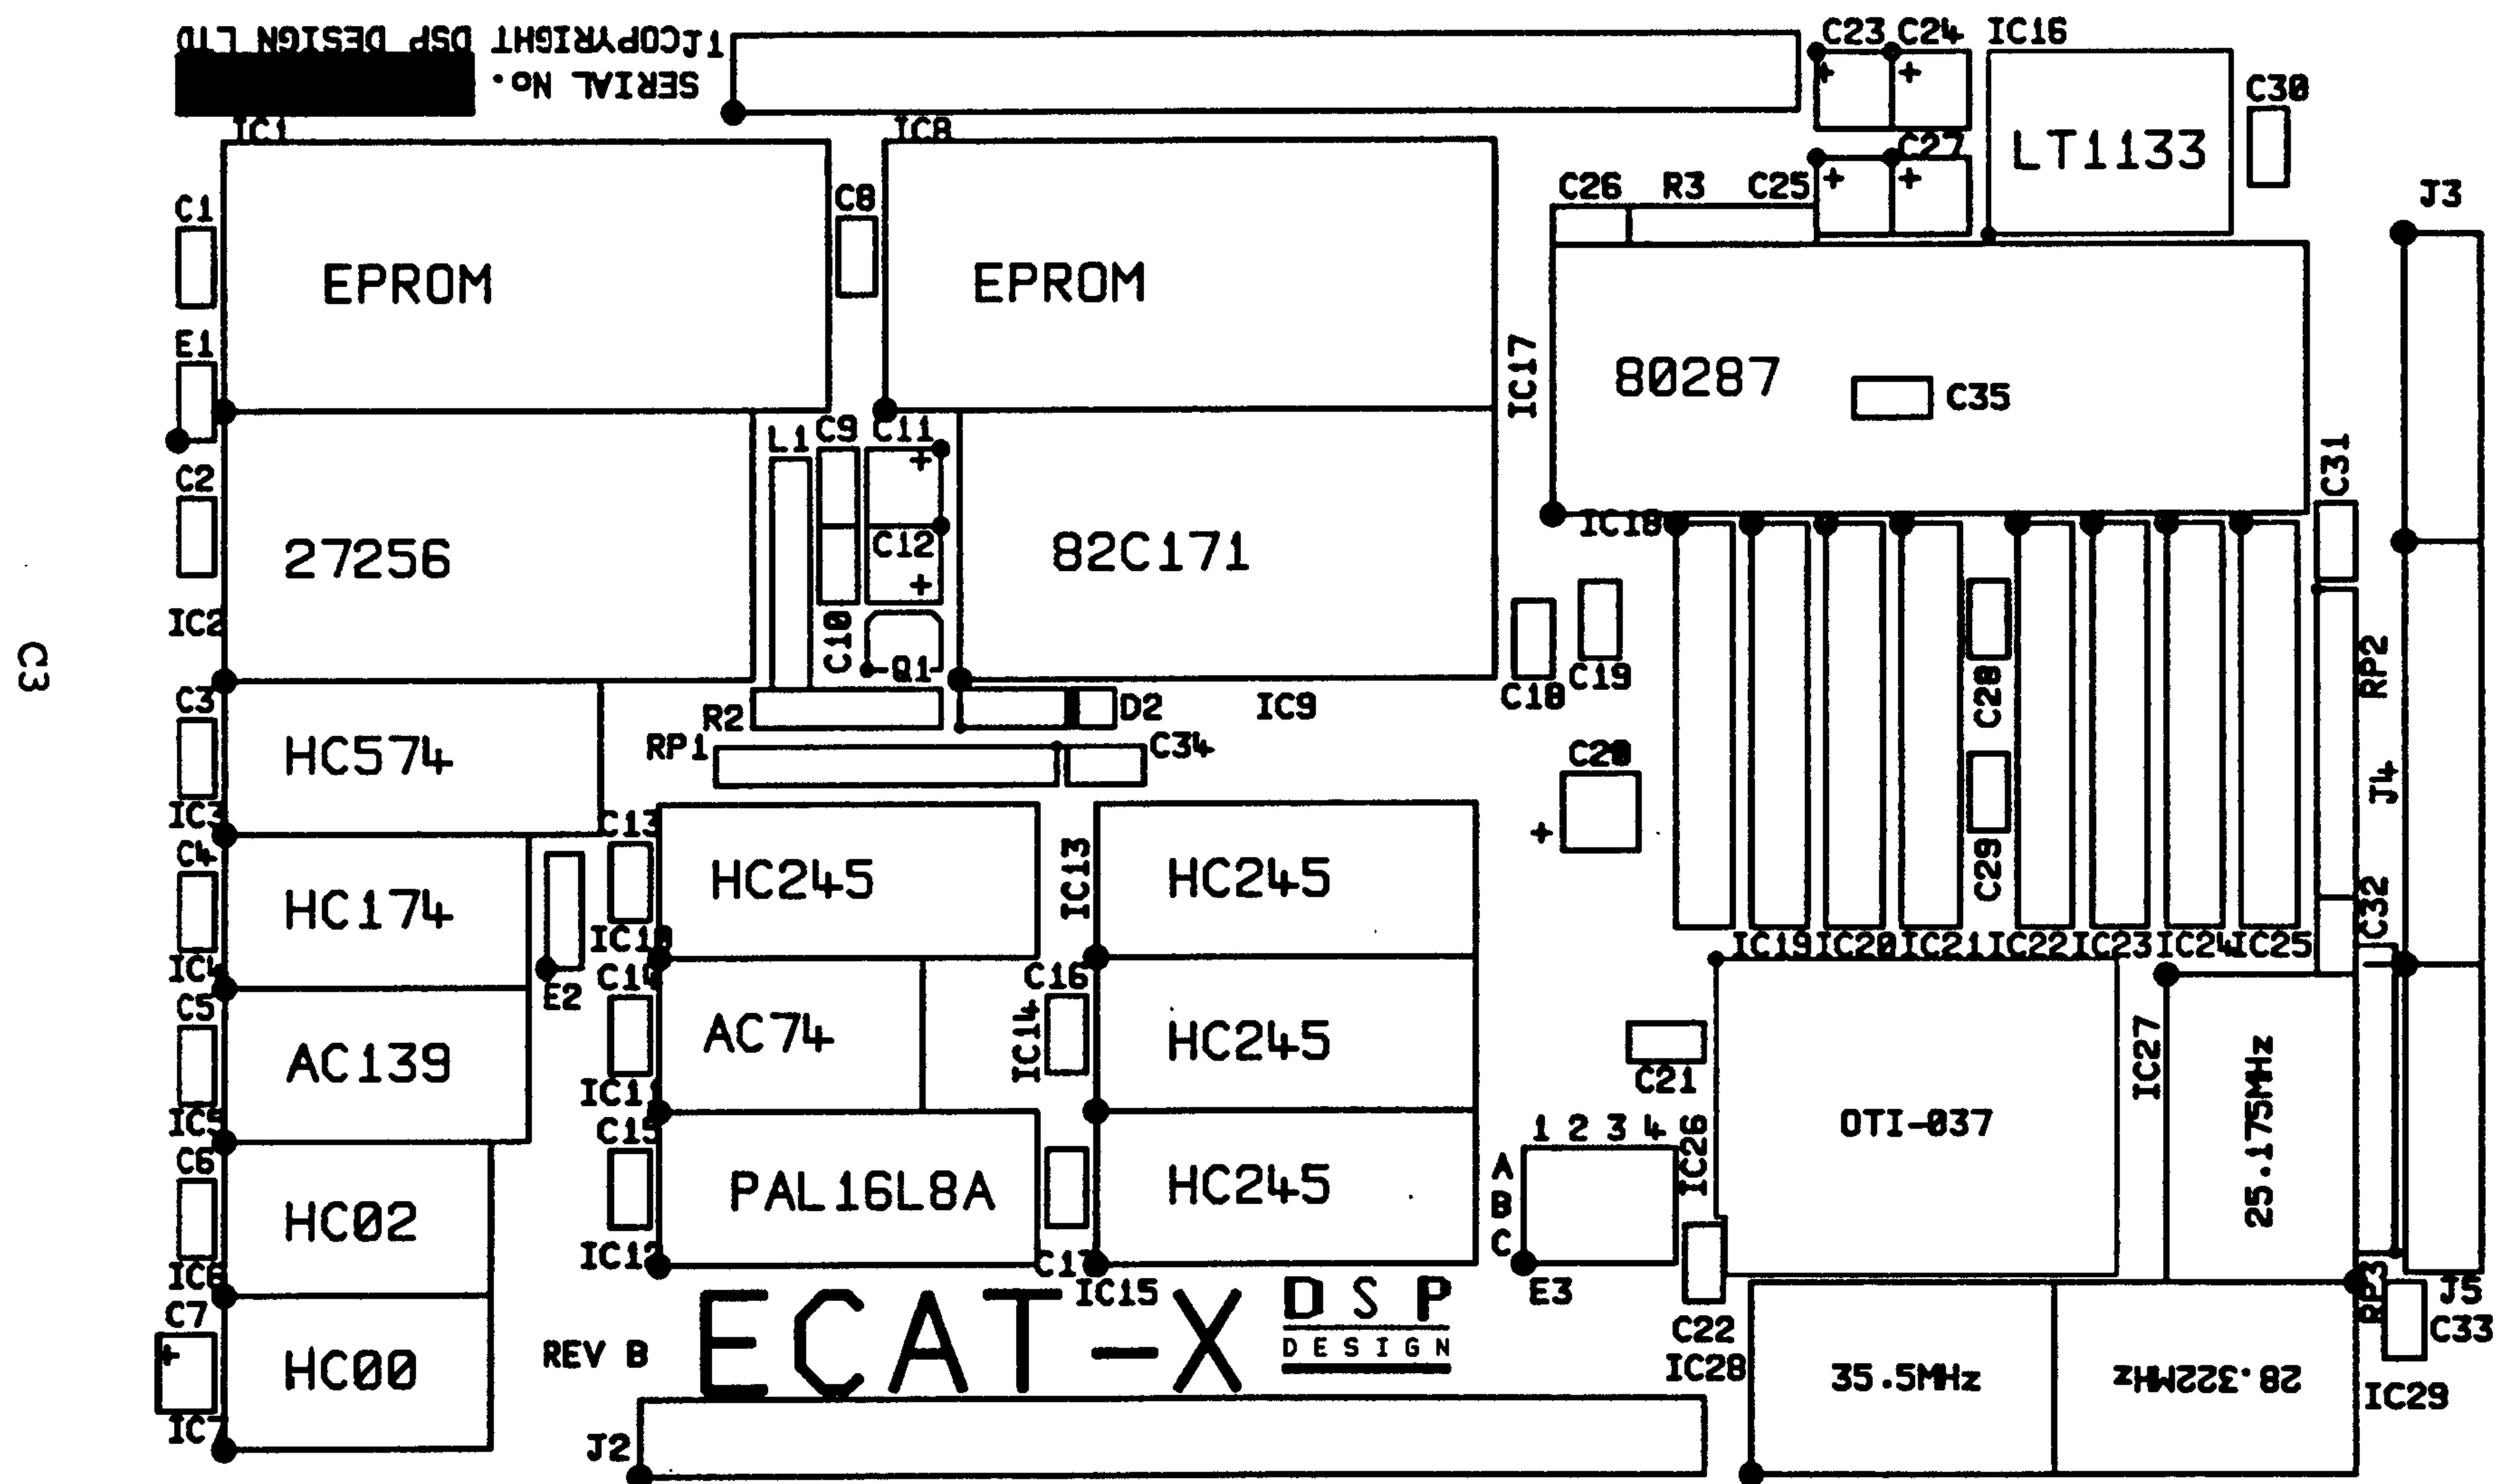 COPYRIGHT DSP DESIGN LTD
SERIAL No.
J1
C23 C24 IC16
C30
LT1133
C27
C26 R3 C25
J3
IC1
IC8
C1
C8
EPROM
EPROM
E1
IC17
80287
C35
L1 C9 C11
C31
C2
27256
C12
82C171
IC18
IC2
C10
Q1
C19
C18
C28
RP2
C3
R2
D2
IC9
RP1
C34
HC574
C20
J4
IC3
C13
C4
HC245
IC13
HC245
C29
C32
HC174
IC10
IC4
C14
C16
IC19 IC20 IC21 IC22 IC23 IC24 IC25
E2
C5
AC139
AC74
IC14
HC245
C21
IC27
25.175MHz
IC5
IC11
C15
1 2 3 4
IC26
OTI-037
C6
A
B
C
HC02
PAL16L8A
HC245
IC6
IC12
C17
IC15
E3
RP3
J5
C7
REV B
ECAT-X
DSP
DESIGN
C22
C33
HC00
IC28
35.5MHz
28.322MHz
IC29
IC7
J2
C3